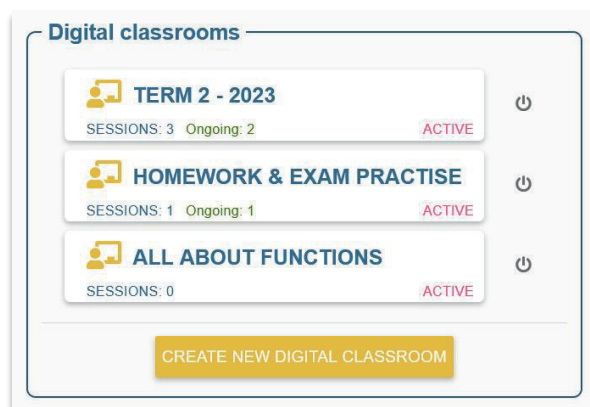 Digital classrooms
TERM 2 - 2023
SESSIONS: 3 Ongoing: 2 ACTIVE
HOMEWORK & EXAM PRACTISE
SESSIONS: 1 Ongoing: 1 ACTIVE
ALL ABOUT FUNCTIONS
SESSIONS: 0 ACTIVE
CREATE NEW DIGITAL CLASSROOM